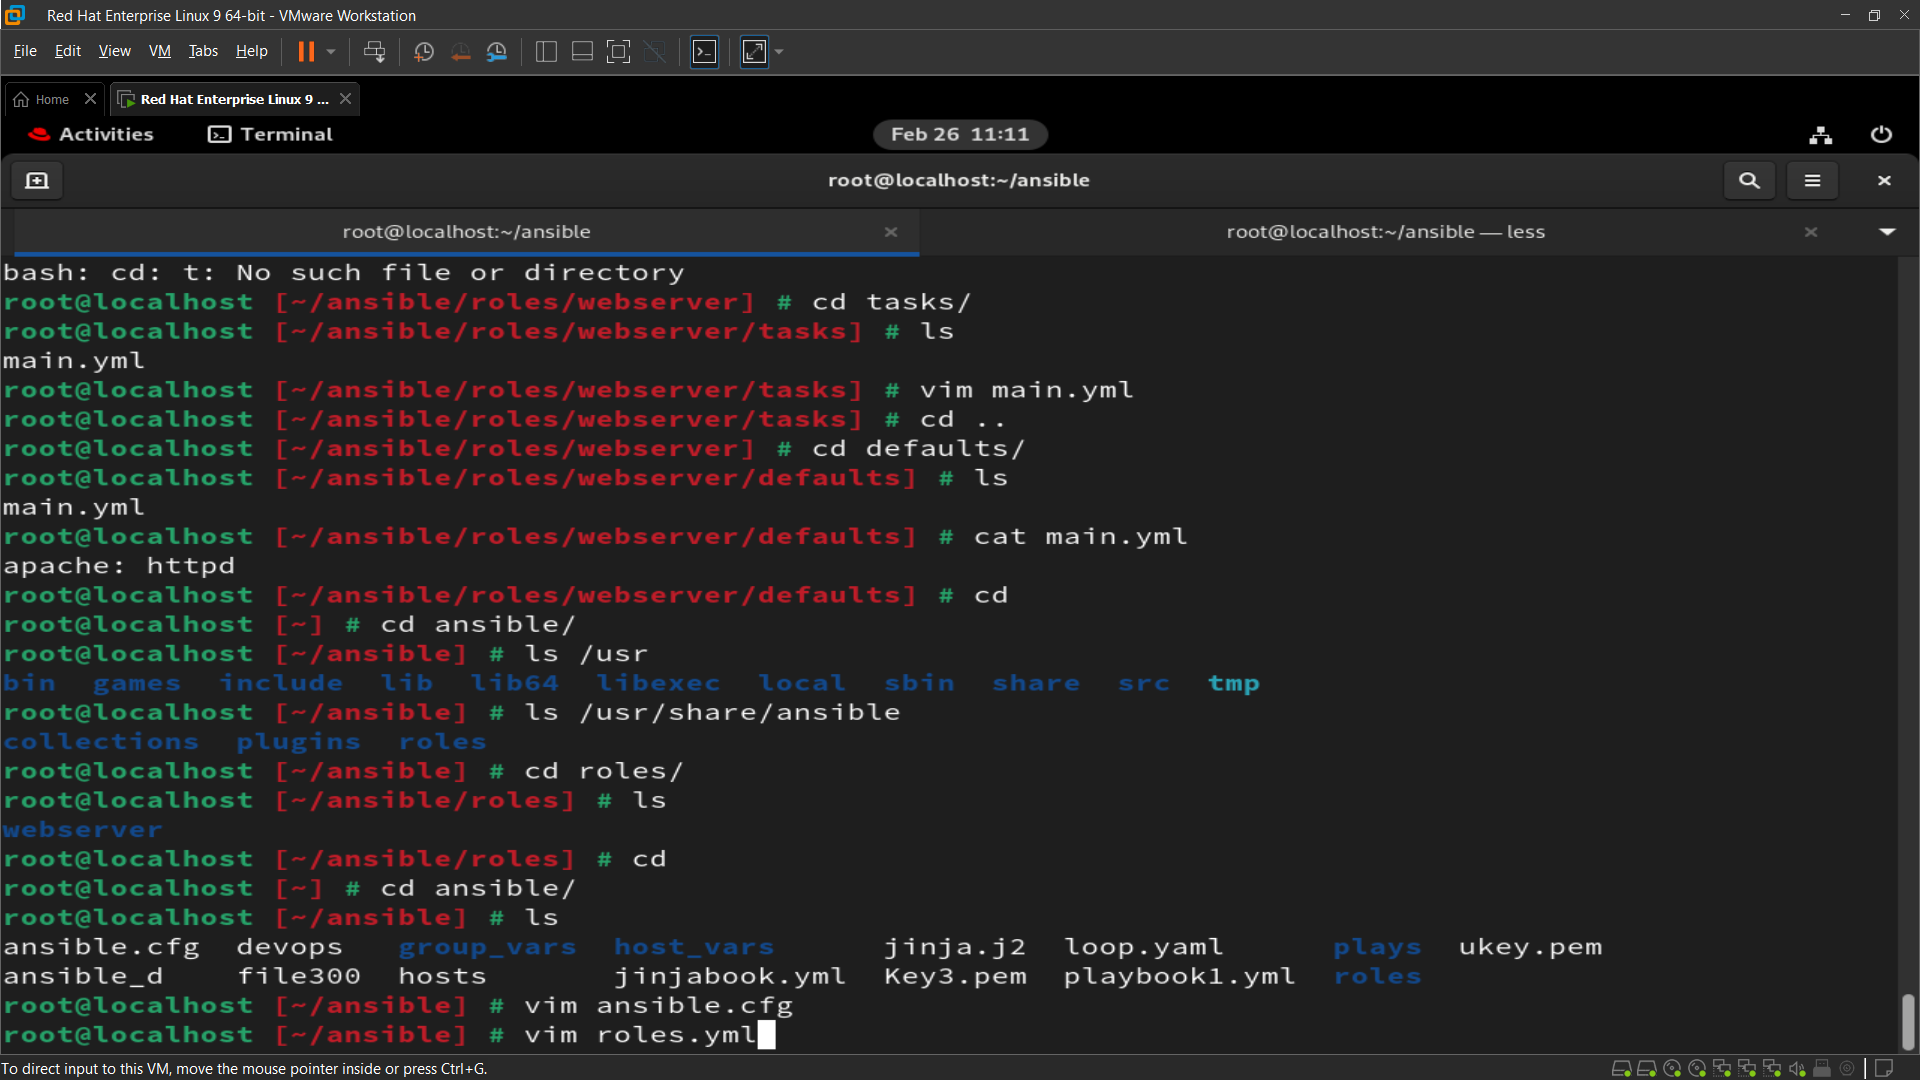 Red Hat Enterprise Linux 9 64-bit - VMware Workstation
File Edit View VM Tabs Help
Home
Red Hat Enterprise Linux 9 ...
Activities Terminal Feb 26 11:11
root@localhost:~/ansible
root@localhost:~/ansible
root@localhost:~/ansible — less
bash: cd: t: No such file or directory
root@localhost [~/ansible/roles/webserver] # cd tasks/
root@localhost [~/ansible/roles/webserver/tasks] # ls
main.yml
root@localhost [~/ansible/roles/webserver/tasks] # vim main.yml
root@localhost [~/ansible/roles/webserver/tasks] # cd ..
root@localhost [~/ansible/roles/webserver] # cd defaults/
root@localhost [~/ansible/roles/webserver/defaults] # ls
main.yml
root@localhost [~/ansible/roles/webserver/defaults] # cat main.yml
apache: httpd
root@localhost [~/ansible/roles/webserver/defaults] # cd
root@localhost [~] # cd ansible/
root@localhost [~/ansible] # ls /usr
bin games include lib lib64 libexec local sbin share src tmp
root@localhost [~/ansible] # ls /usr/share/ansible
collections plugins roles
root@localhost [~/ansible] # cd roles/
root@localhost [~/ansible/roles] # ls
webserver
root@localhost [~/ansible/roles] # cd
root@localhost [~] # cd ansible/
root@localhost [~/ansible] # ls
ansible.cfg devops group_vars host_vars jinja.j2 loop.yaml plays ukey.pem
ansible_d file300 hosts jinjabook.yml Key3.pem playbook1.yml roles
root@localhost [~/ansible] # vim ansible.cfg
root@localhost [~/ansible] # vim roles.yml
To direct input to this VM, move the mouse pointer inside or press Ctrl+G.